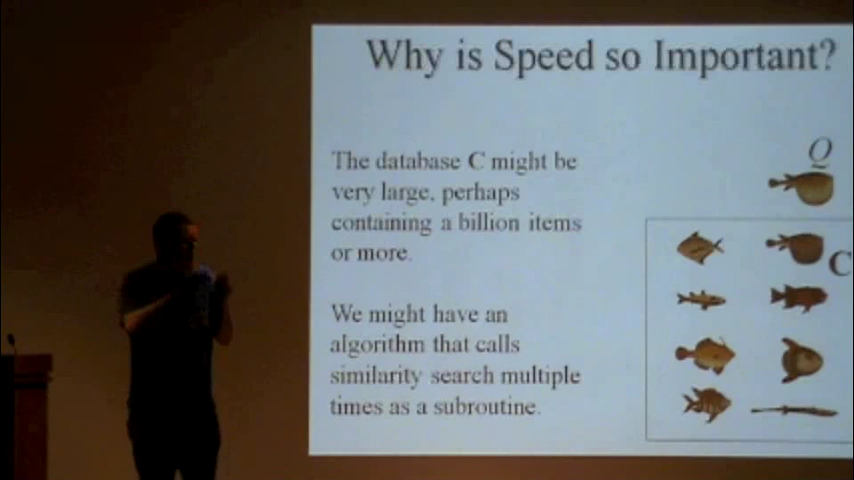 Why is Speed so Important?
The database C might be
very large, perhaps
containing a billion items
or more.
We might have an
algorithm that calls
similarity search multiple
times as a subroutine.
Q
C